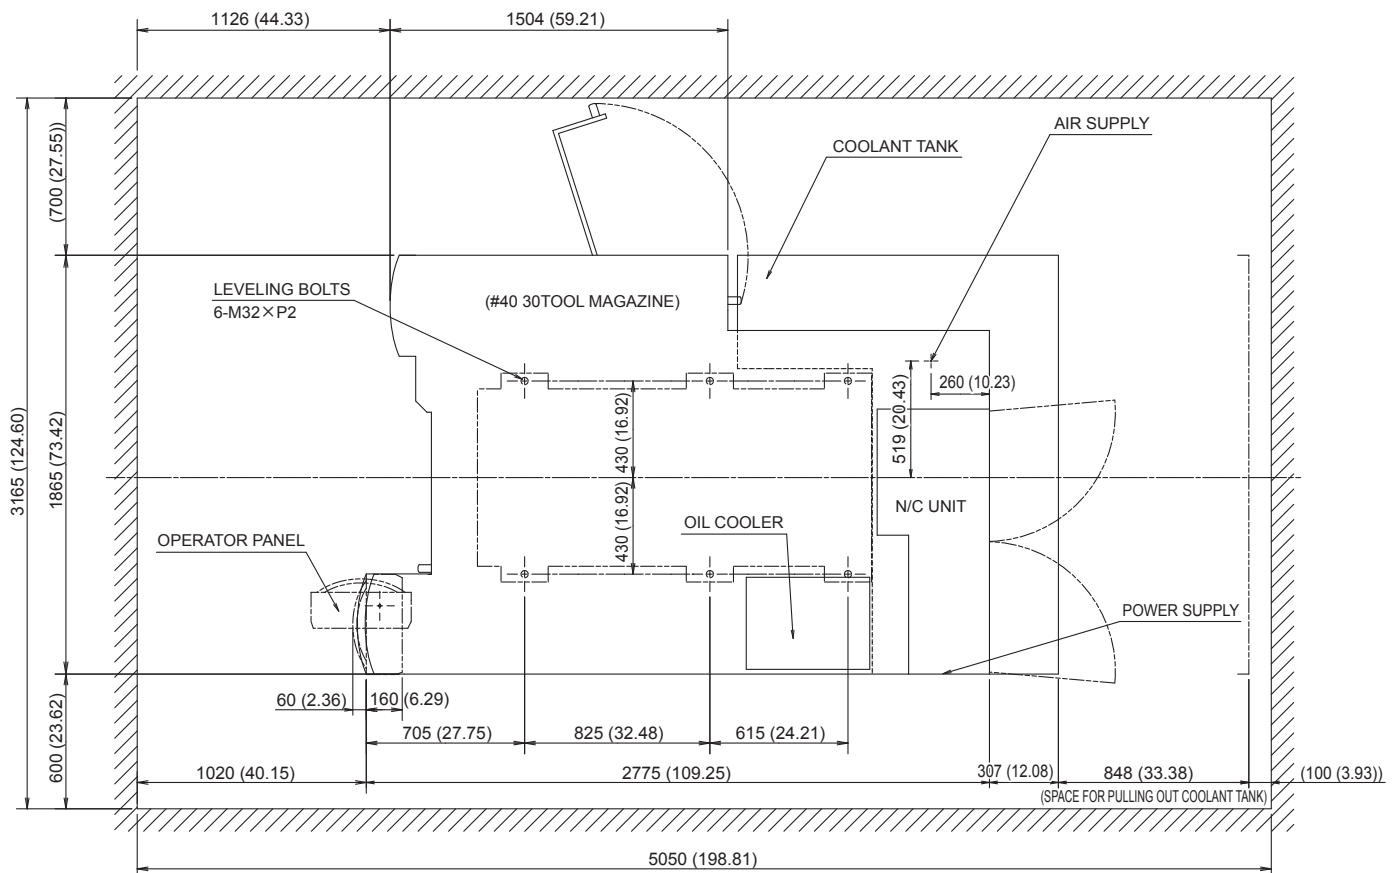 1126 (44.33)
1504 (59.21)
AIR SUPPLY
COOLANT TANK
(700 (27.55))
LEVELING BOLTS
6-M32×P2
(#40 30TOOL MAGAZINE)
260 (10.23)
519 (20.43)
430 (16.92)
3165 (124.60)
1865 (73.42)
N/C UNIT
430 (16.92)
OIL COOLER
OPERATOR PANEL
POWER SUPPLY
60 (2.36)
160 (6.29)
600 (23.62)
705 (27.75)
825 (32.48)
615 (24.21)
1020 (40.15)
2775 (109.25)
307 (12.08)
848 (33.38)
(100 (3.93))
(SPACE FOR PULLING OUT COOLANT TANK)
5050 (198.81)